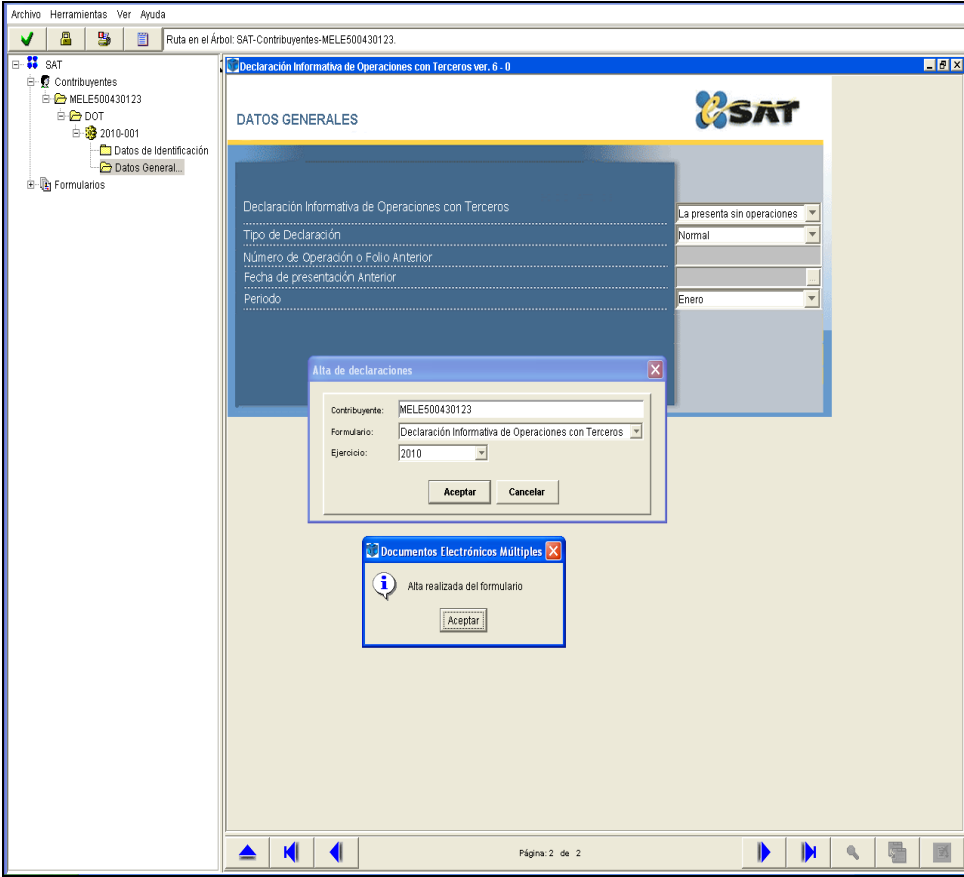 Archivo Herramientas Ver Ayuda
Ruta en el Árbol: SAT-Contribuyentes-MELE500430123.
SAT
Contribuyentes
MELE500430123
DOT
2010-001
Datos de Identificación
Datos General...
Formularios
Declaración Informativa de Operaciones con Terceros ver. 6 - 0
DATOS GENERALES
SAT
Declaración Informativa de Operaciones con Terceros
La presenta sin operaciones
Tipo de Declaración
Normal
Número de Operación o Folio Anterior
Fecha de presentación Anterior
...
Periodo
Enero
Alta de declaraciones
Contribuyente: MELE500430123
Formulario: Declaración Informativa de Operaciones con Terceros
Ejercicio: 2010
Aceptar Cancelar
Documentos Electrónicos Múltiples
Alta realizada del formulario
Aceptar
Página: 2 de 2